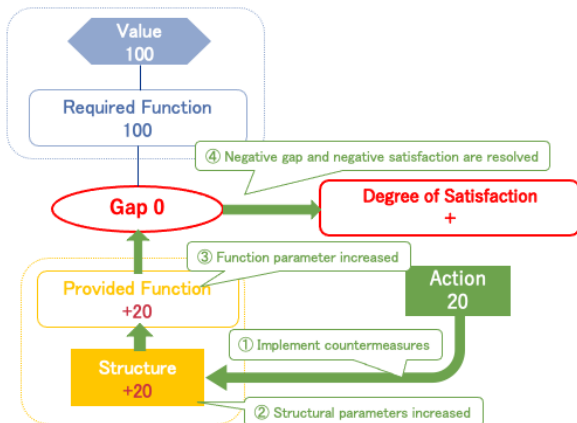 Value
100
Required Function
100
④ Negative gap and negative satisfaction are resolved
Gap 0
Degree of Satisfaction
+
③ Function parameter increased
Provided Function
+20
Action
20
① Implement countermeasures
Structure
+20
② Structural parameters increased